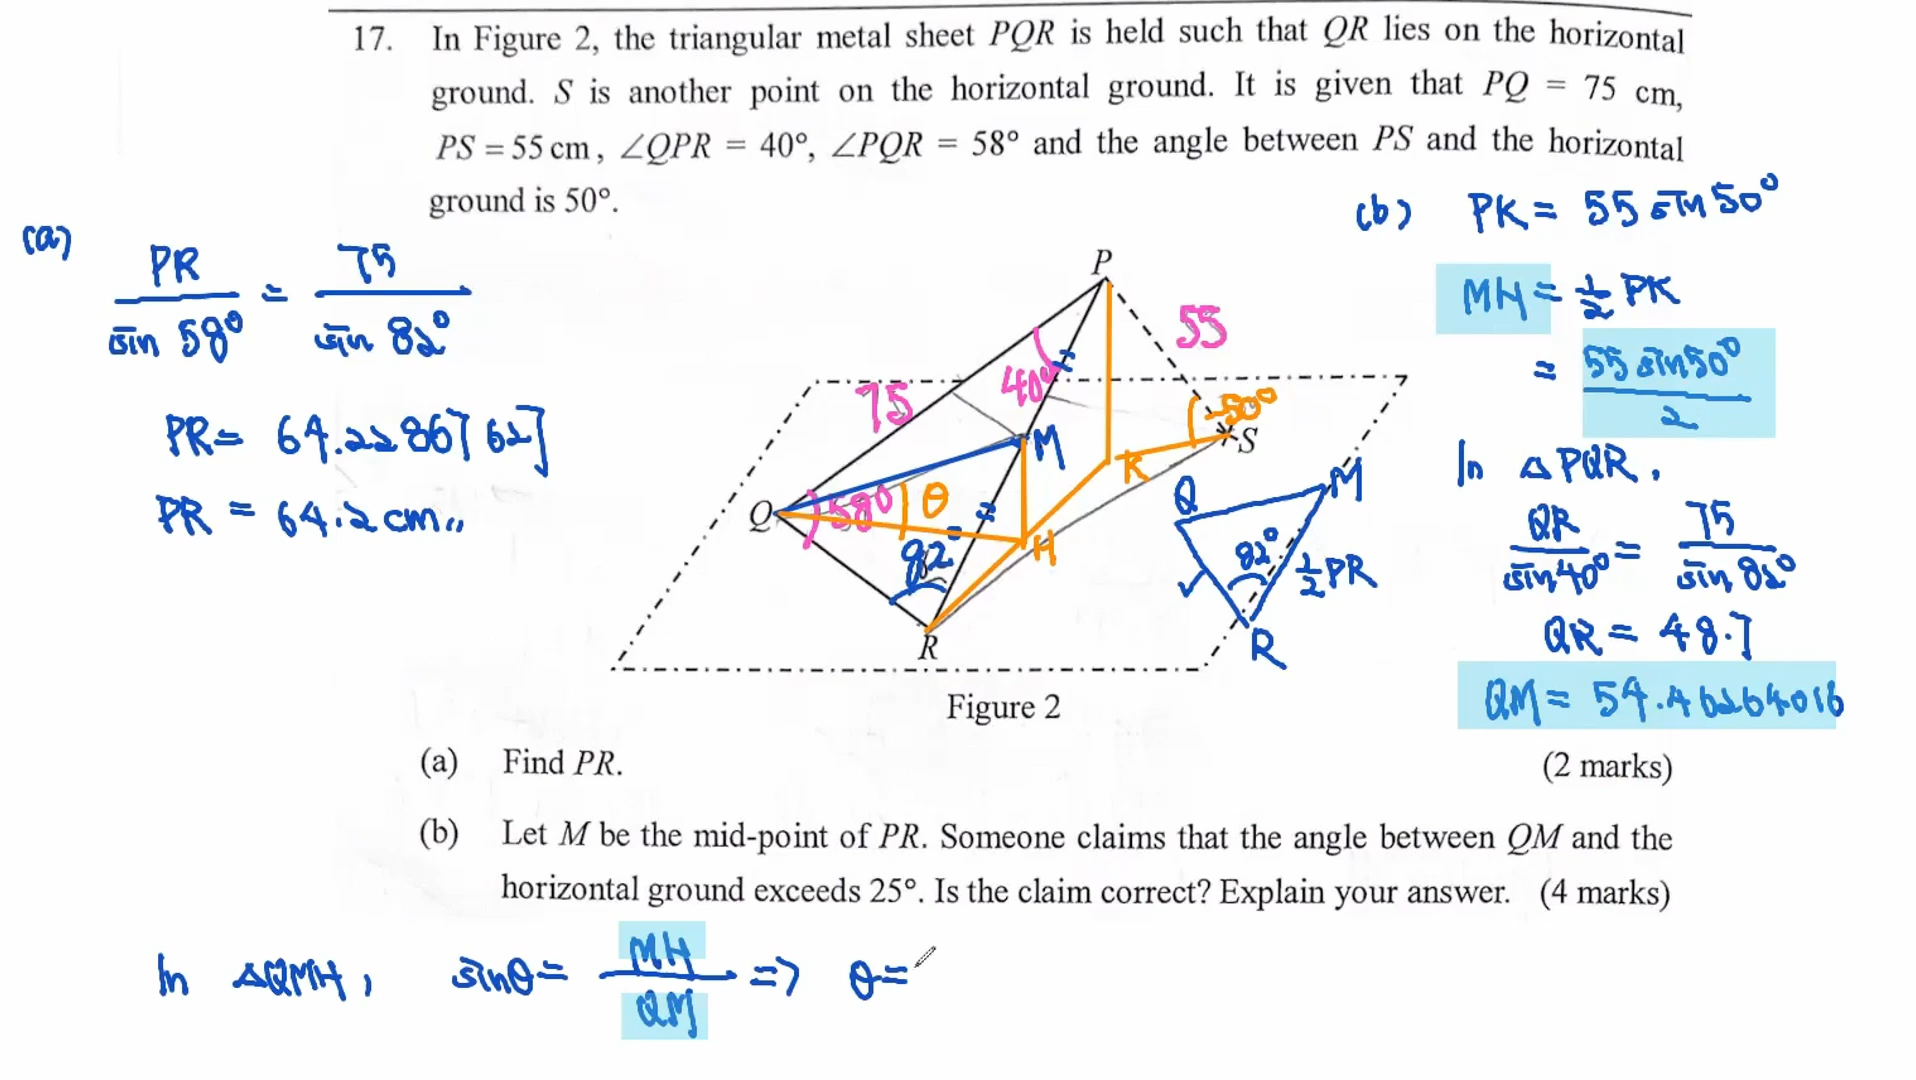 17. In Figure 2, the triangular metal sheet PQR is held such that QR lies on the horizontal
ground. S is another point on the horizontal ground. It is given that PQ = 75 cm,
PS = 55 cm, ∠QPR = 40°, ∠PQR = 58° and the angle between PS and the horizontal
ground is 50°.
(a)
PR / sin 58° = 75 / sin 82°
PR = 64.22867627
PR = 64.2 cm,,
P
55
75
40°
50°
S
M
K
Q
58°
θ
H
82°
R
Q
M
82°
1/2 PR
R
Figure 2
(b) PK = 55 sin 50°
MH = 1/2 PK
= 55 sin 50° / 2
In △PQR,
QR / sin 40° = 75 / sin 82°
QR = 48.7
QM = 54.46264016
(a) Find PR. (2 marks)
(b) Let M be the mid-point of PR. Someone claims that the angle between QM and the
horizontal ground exceeds 25°. Is the claim correct? Explain your answer. (4 marks)
In △QMH, sinθ = MH / QM => θ =